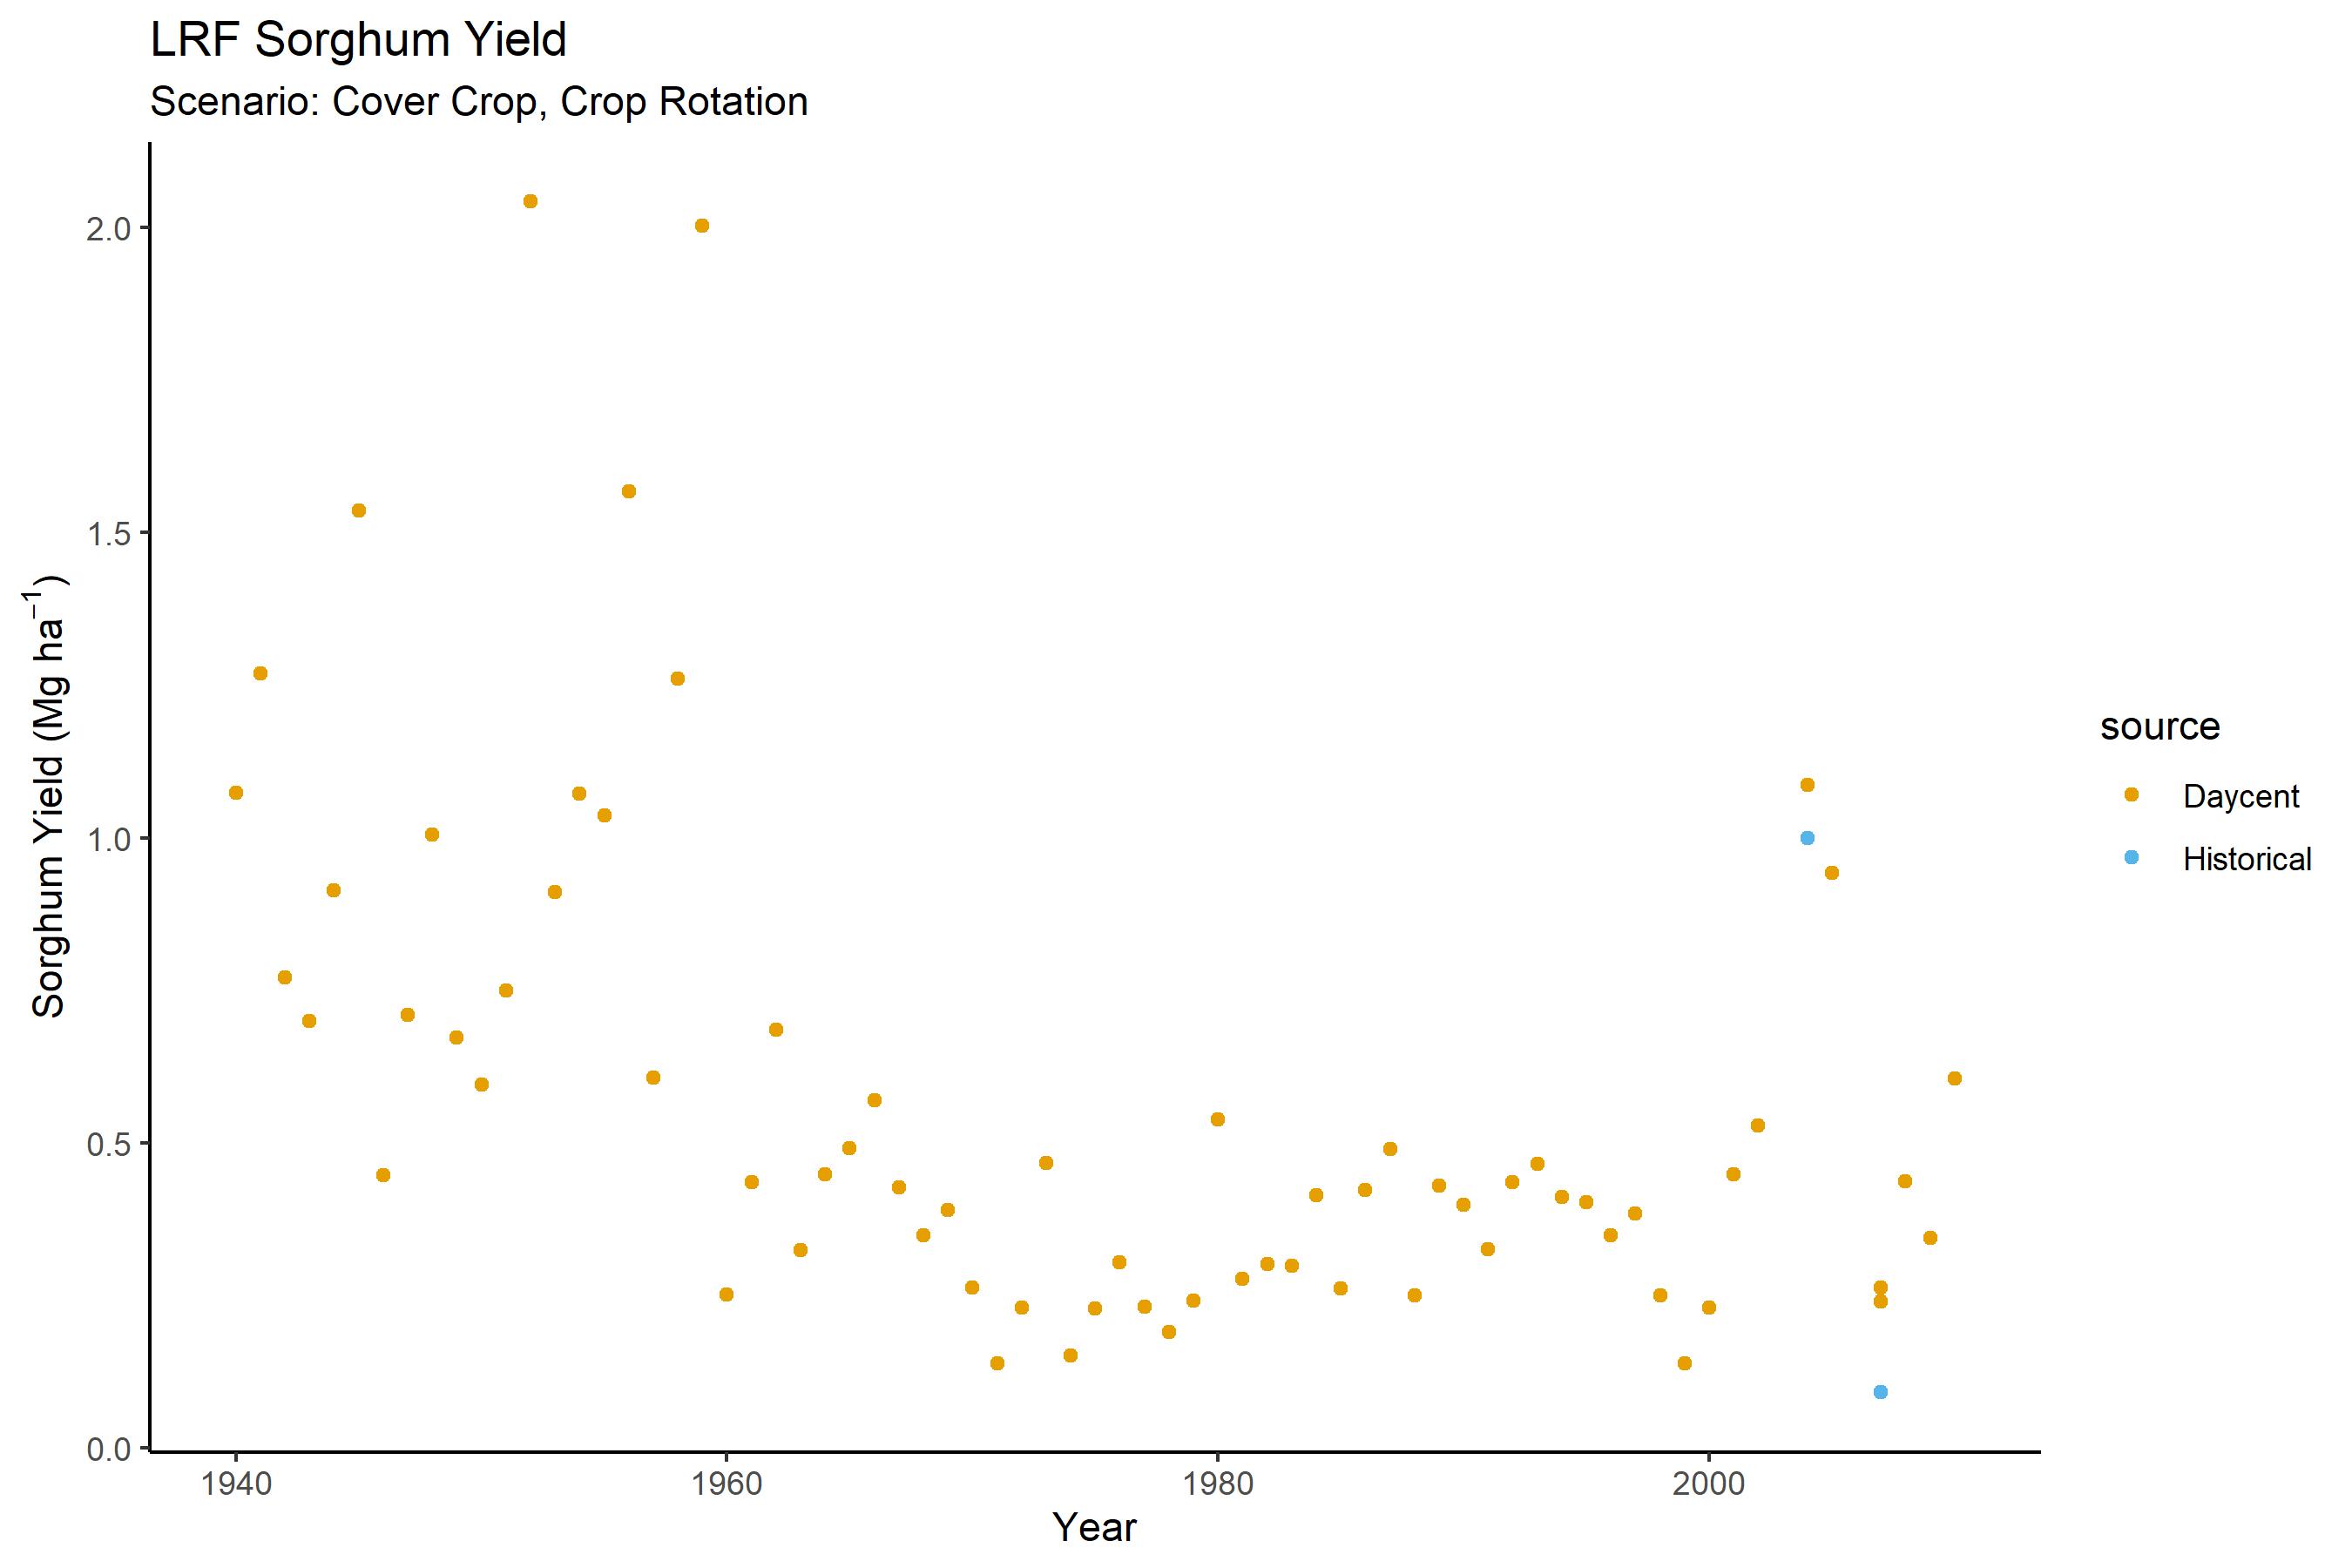 LRF Sorghum Yield
Scenario: Cover Crop, Crop Rotation
Sorghum Yield (Mg ha⁻¹)
2.0
1.5
1.0
0.5
0.0
1940 1960 1980 2000
Year
source
Daycent
Historical